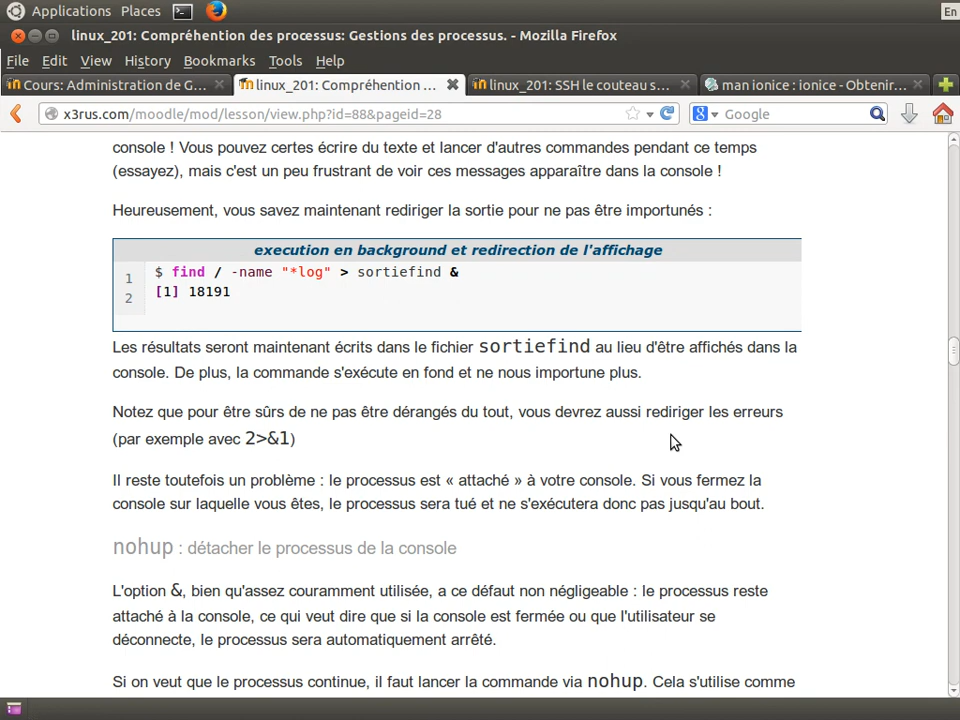 Applications Places
En
linux_201: Compréhention des processus: Gestions des processus. - Mozilla Firefox
File Edit View History Bookmarks Tools Help
Cours: Administration de G...
linux_201: Compréhention ...
linux_201: SSH le couteau s...
man ionice : ionice - Obtenir...
x3rus.com/moodle/mod/lesson/view.php?id=88&pageid=28
Google
console ! Vous pouvez certes écrire du texte et lancer d'autres commandes pendant ce temps
(essayez), mais c'est un peu frustrant de voir ces messages apparaître dans la console !
Heureusement, vous savez maintenant rediriger la sortie pour ne pas être importunés :
execution en background et redirection de l'affichage
1 $ find / -name "*log" > sortiefind &
2 [1] 18191
Les résultats seront maintenant écrits dans le fichier sortiefind au lieu d'être affichés dans la
console. De plus, la commande s'exécute en fond et ne nous importune plus.
Notez que pour être sûrs de ne pas être dérangés du tout, vous devrez aussi rediriger les erreurs
(par exemple avec 2>&1)
Il reste toutefois un problème : le processus est « attaché » à votre console. Si vous fermez la
console sur laquelle vous êtes, le processus sera tué et ne s'exécutera donc pas jusqu'au bout.
nohup : détacher le processus de la console
L'option &, bien qu'assez couramment utilisée, a ce défaut non négligeable : le processus reste
attaché à la console, ce qui veut dire que si la console est fermée ou que l'utilisateur se
déconnecte, le processus sera automatiquement arrêté.
Si on veut que le processus continue, il faut lancer la commande via nohup. Cela s'utilise comme